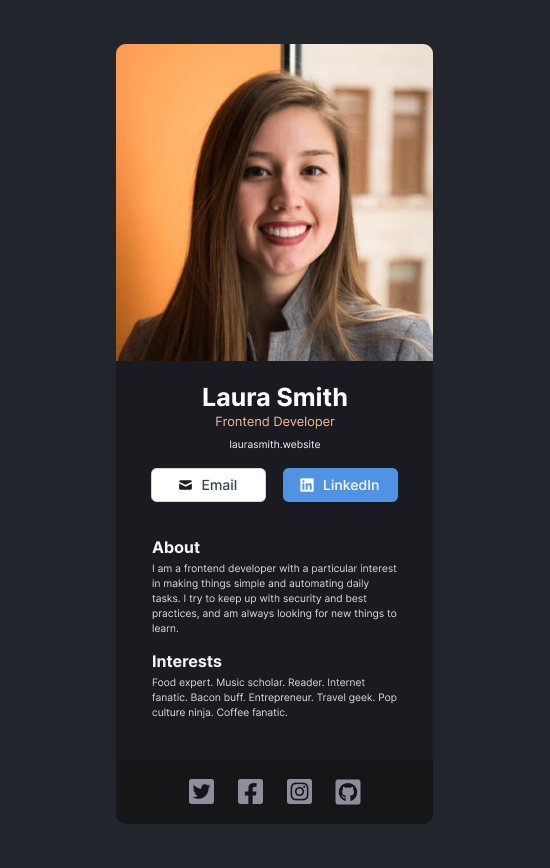 Laura Smith
Frontend Developer
laurasmith.website
Email
LinkedIn
About
I am a frontend developer with a particular interest
in making things simple and automating daily
tasks. I try to keep up with security and best
practices, and am always looking for new things to
learn.
Interests
Food expert. Music scholar. Reader. Internet
fanatic. Bacon buff. Entrepreneur. Travel geek. Pop
culture ninja. Coffee fanatic.